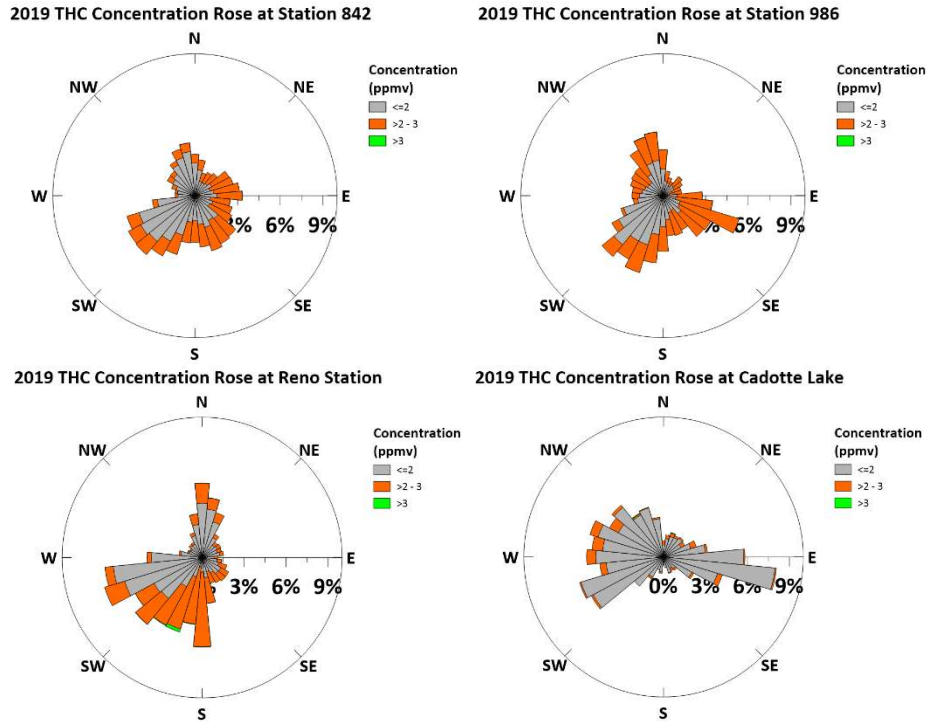 2019 THC Concentration Rose at Station 842
N
NW
NE
Concentration
(ppmv)
<=2
>2 - 3
>3
W
E
6%
9%
SW
SE
S
2019 THC Concentration Rose at Station 986
N
NW
NE
Concentration
(ppmv)
<=2
>2 - 3
>3
W
E
9%
SW
SE
S
2019 THC Concentration Rose at Reno Station
N
NW
NE
Concentration
(ppmv)
<=2
>2 - 3
>3
W
E
3%
6%
9%
SW
SE
S
2019 THC Concentration Rose at Cadotte Lake
N
NW
NE
Concentration
(ppmv)
<=2
>2 - 3
>3
W
E
0%
3%
6%
9%
SW
SE
S